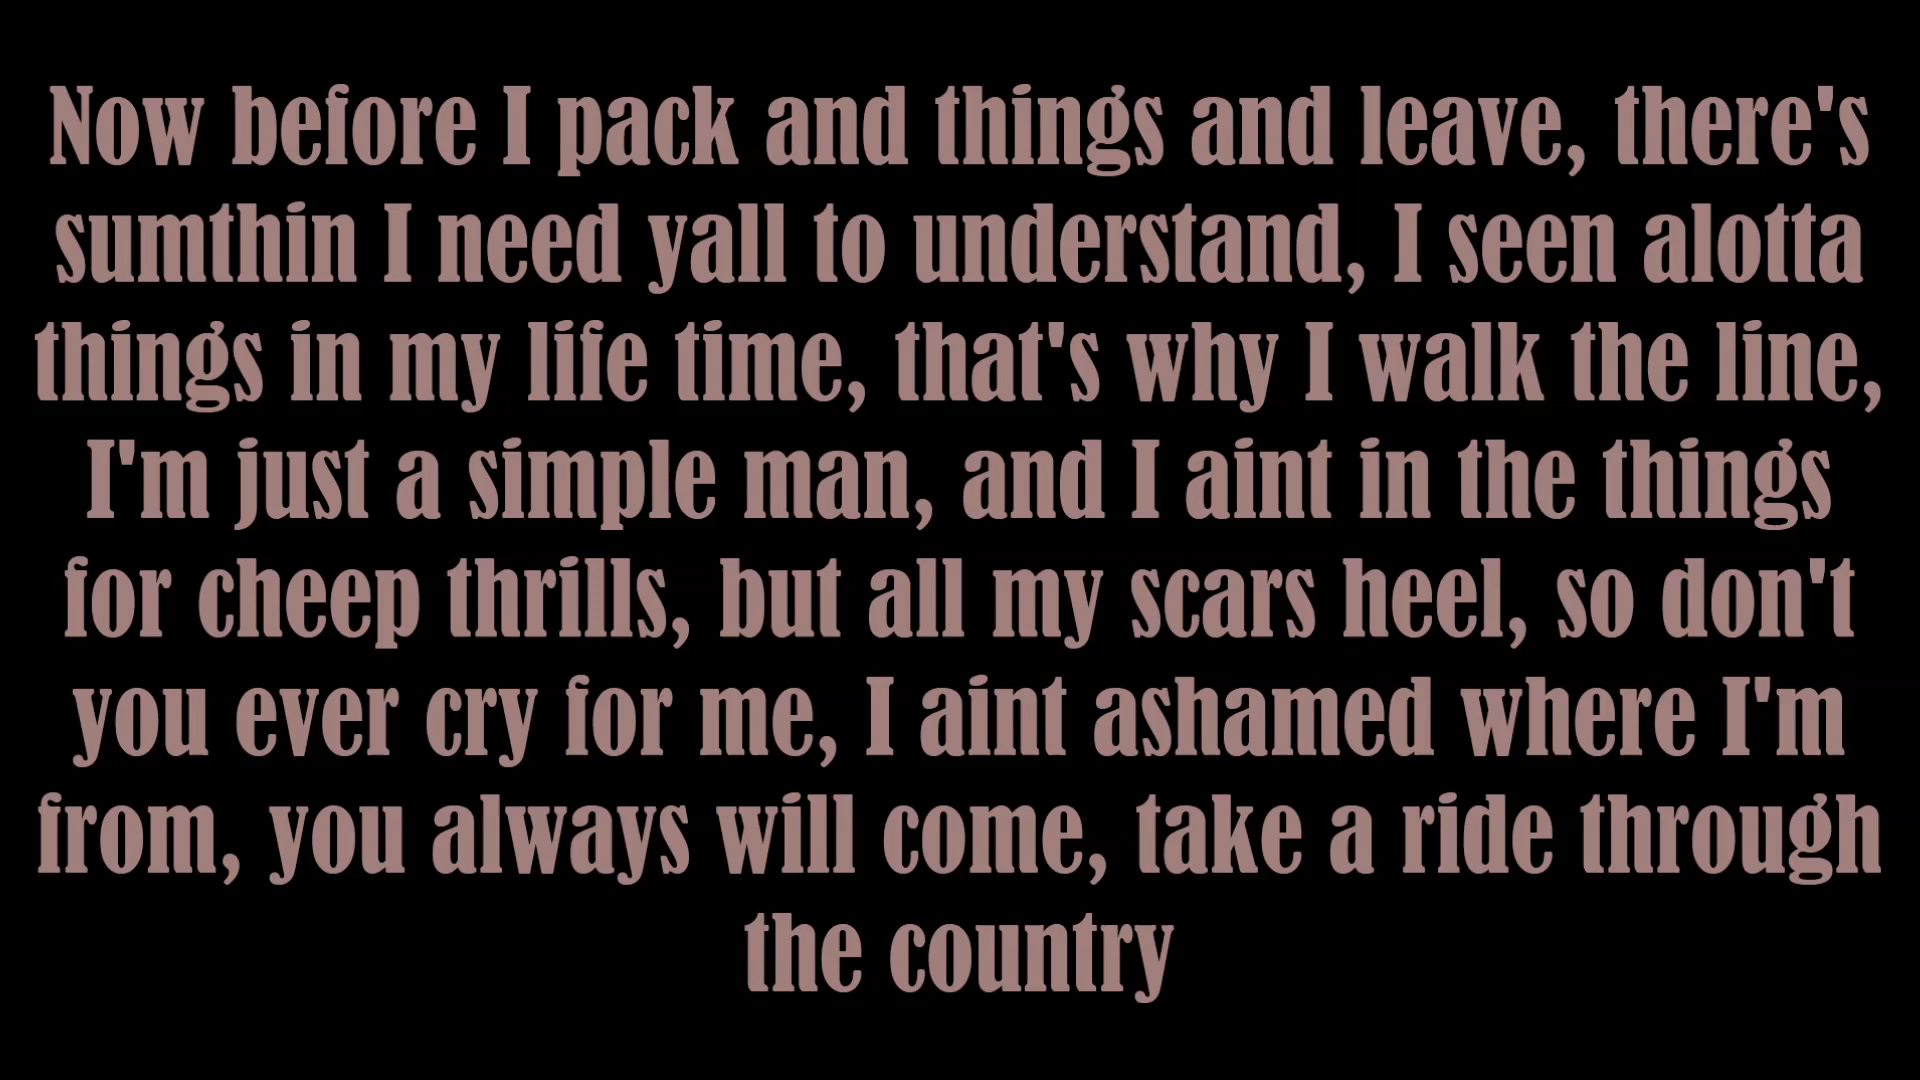 Now before I pack and things and leave, there's
sumthin I need yall to understand, I seen alotta
things in my life time, that's why I walk the line,
I'm just a simple man, and I aint in the things
for cheep thrills, but all my scars heel, so don't
you ever cry for me, I aint ashamed where I'm
from, you always will come, take a ride through
the country